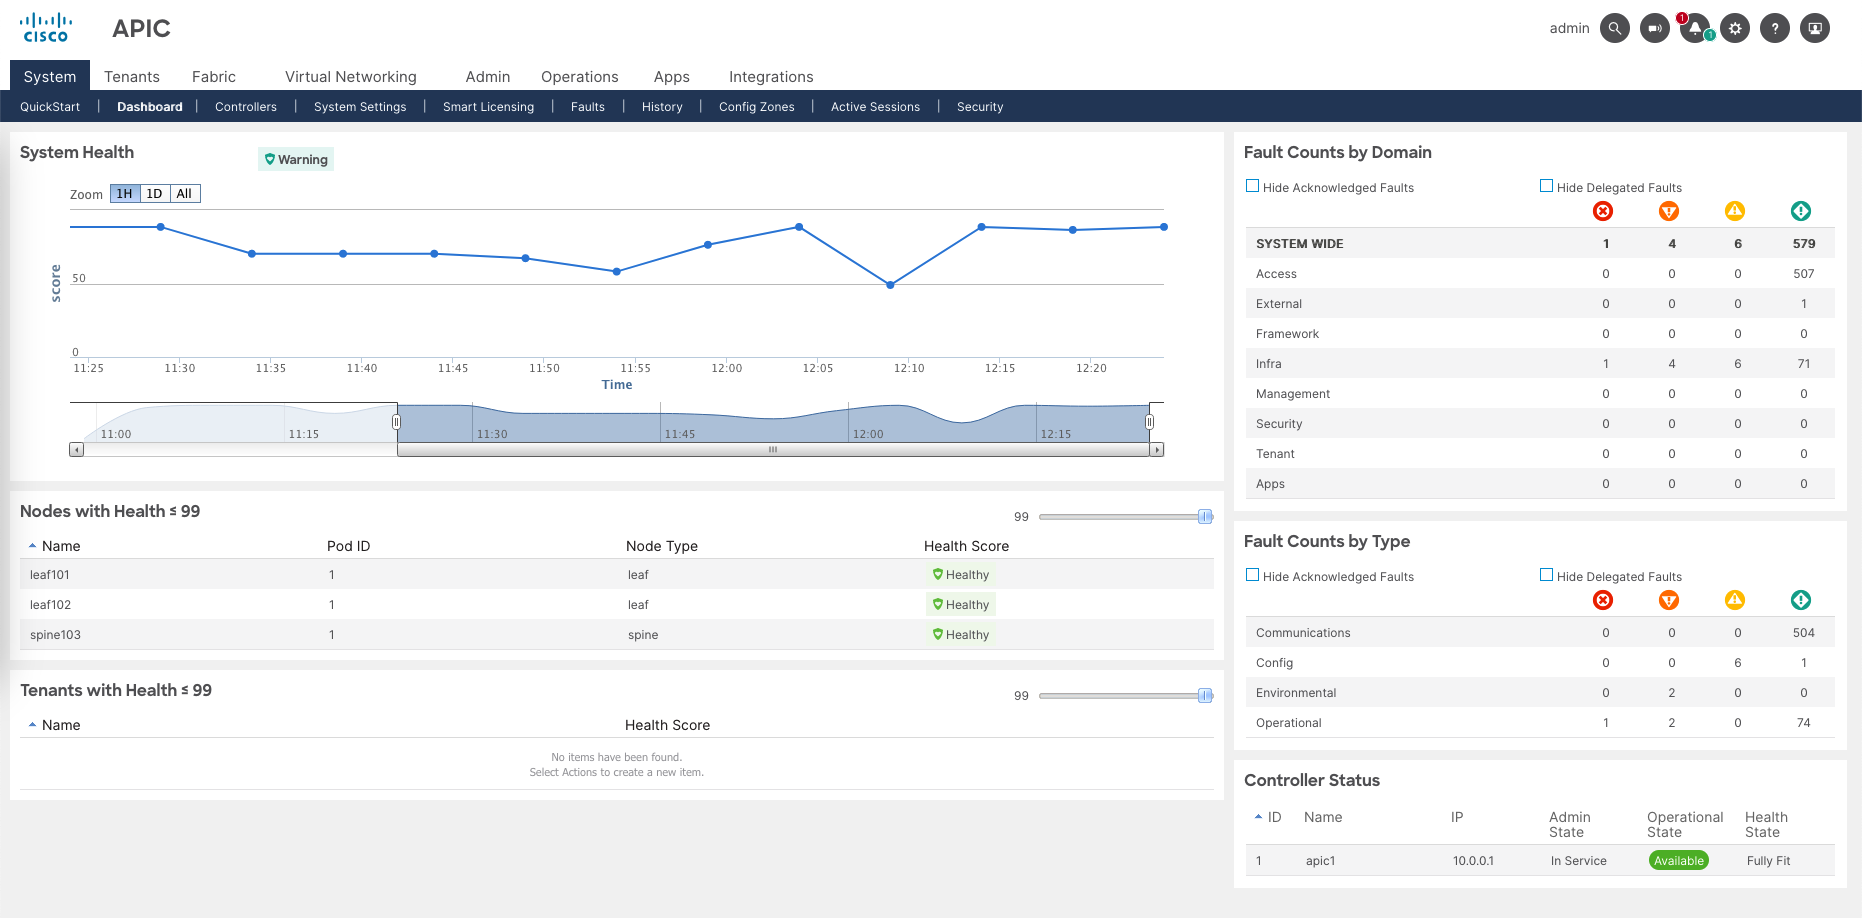 cisco APIC admin 1 1 ?
System Tenants Fabric Virtual Networking Admin Operations Apps Integrations
QuickStart | Dashboard | Controllers | System Settings | Smart Licensing | Faults | History | Config Zones | Active Sessions | Security
System Health Warning
Zoom 1H 1D All
score
50
0
11:25 11:30 11:35 11:40 11:45 11:50 11:55 12:00 12:05 12:10 12:15 12:20
Time
11:00 11:15 11:30 11:45 12:00 12:15
Nodes with Health ≤ 99
99
Name Pod ID Node Type Health Score
leaf101 1 leaf Healthy
leaf102 1 leaf Healthy
spine103 1 spine Healthy
Tenants with Health ≤ 99
99
Name Health Score
No items have been found.
Select Actions to create a new item.
Fault Counts by Domain
Hide Acknowledged Faults Hide Delegated Faults
SYSTEM WIDE 1 4 6 579
Access 0 0 0 507
External 0 0 0 1
Framework 0 0 0 0
Infra 1 4 6 71
Management 0 0 0 0
Security 0 0 0 0
Tenant 0 0 0 0
Apps 0 0 0 0
Fault Counts by Type
Hide Acknowledged Faults Hide Delegated Faults
Communications 0 0 0 504
Config 0 0 6 1
Environmental 0 2 0 0
Operational 1 2 0 74
Controller Status
ID Name IP Admin State Operational State Health State
1 apic1 10.0.0.1 In Service Available Fully Fit